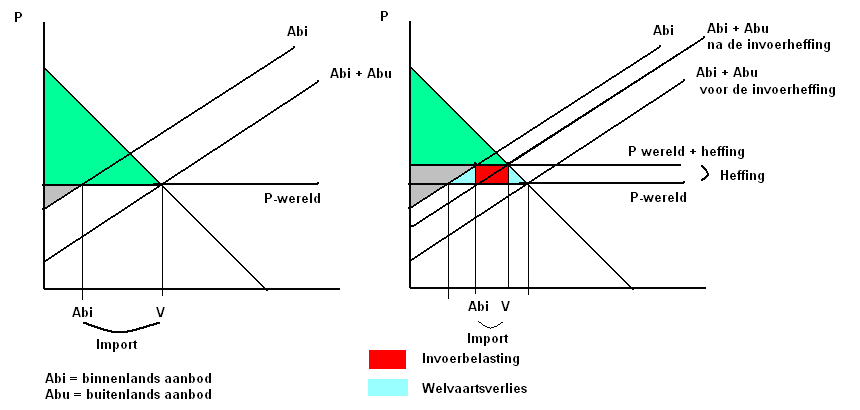 P
Abi
Abi + Abu
P-wereld
Abi
V
Import
Abi = binnenlands aanbod
Abu = buitenlands aanbod
P
Abi
Abi + Abu
na de invoerheffing
Abi + Abu
voor de invoerheffing
P wereld + heffing
Heffing
P-wereld
Abi
V
Import
Invoerbelasting
Welvaartsverlies